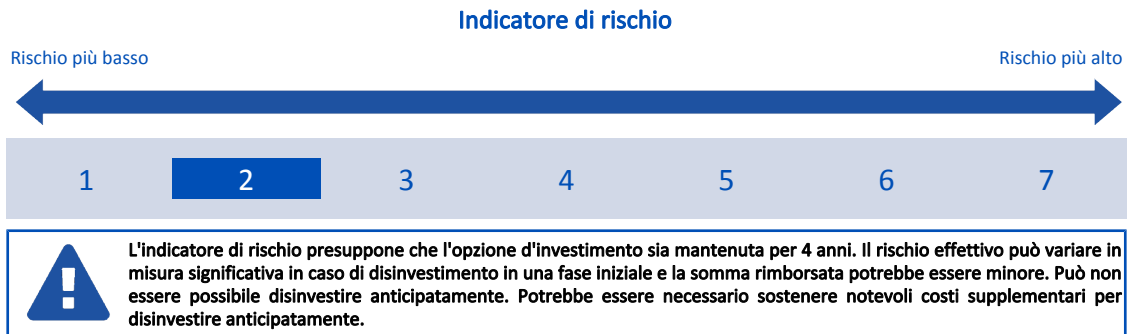 Indicatore di rischio
Rischio più basso
Rischio più alto
1 2 3 4 5 6 7
L'indicatore di rischio presuppone che l'opzione d'investimento sia mantenuta per 4 anni. Il rischio effettivo può variare in
misura significativa in caso di disinvestimento in una fase iniziale e la somma rimborsata potrebbe essere minore. Può non
essere possibile disinvestire anticipatamente. Potrebbe essere necessario sostenere notevoli costi supplementari per
disinvestire anticipatamente.